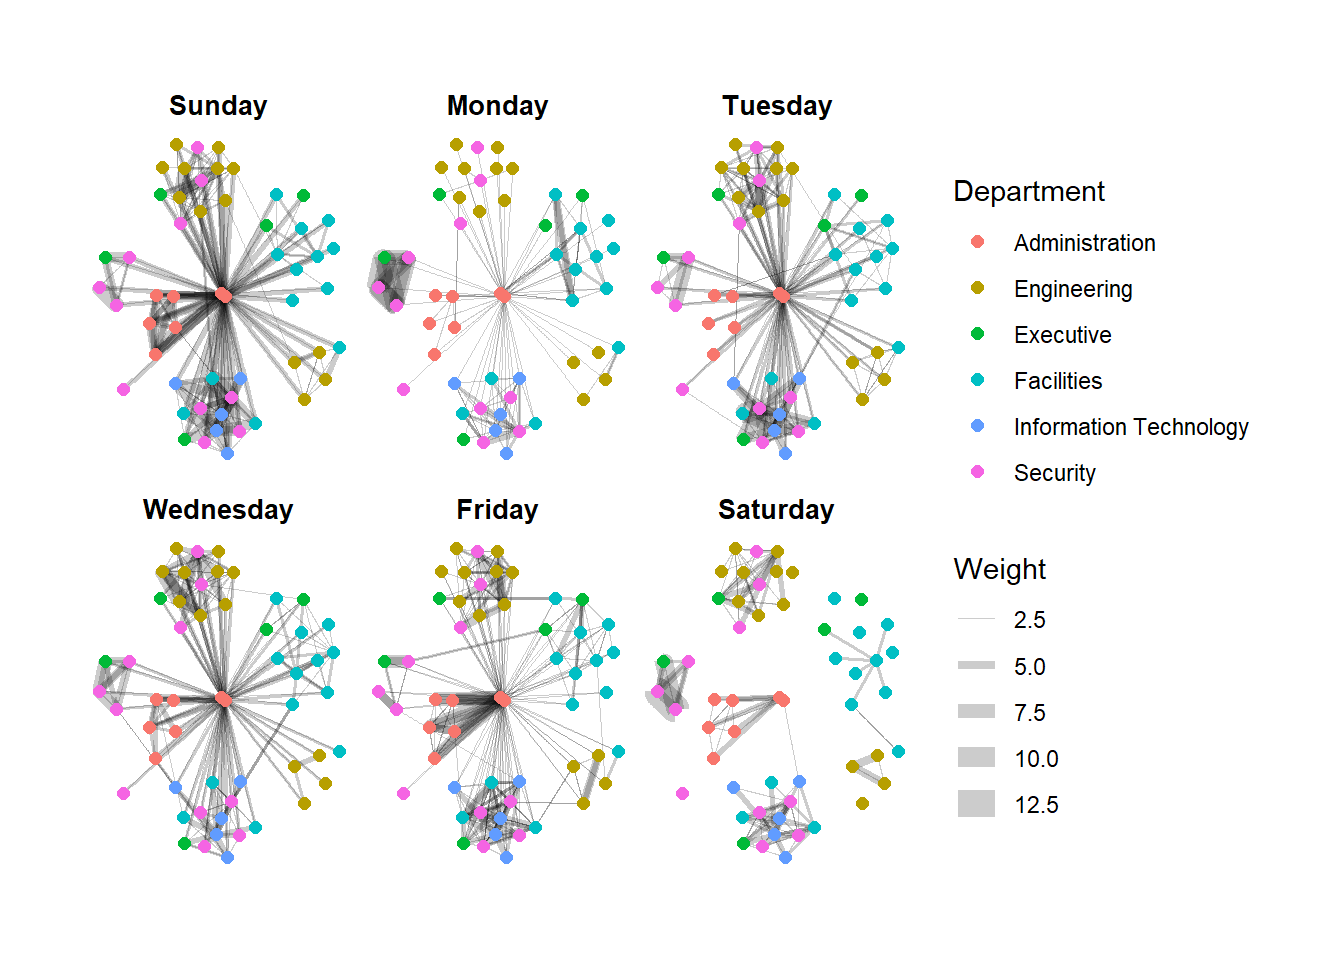 Sunday
Monday
Tuesday
Wednesday
Friday
Saturday
Department
Administration
Engineering
Executive
Facilities
Information Technology
Security
Weight
2.5
5.0
7.5
10.0
12.5